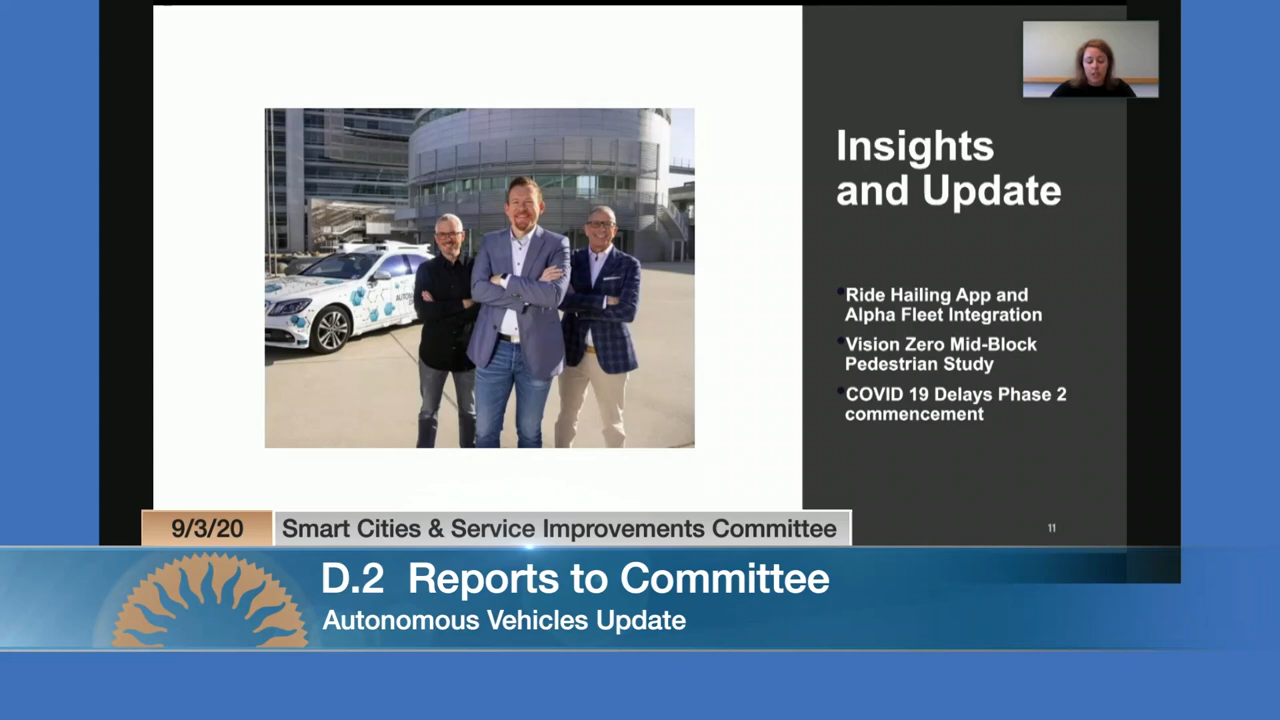 Insights
and Update
Ride Hailing App and
Alpha Fleet Integration
Vision Zero Mid-Block
Pedestrian Study
COVID 19 Delays Phase 2
commencement
11
9/3/20 Smart Cities & Service Improvements Committee
D.2 Reports to Committee
Autonomous Vehicles Update